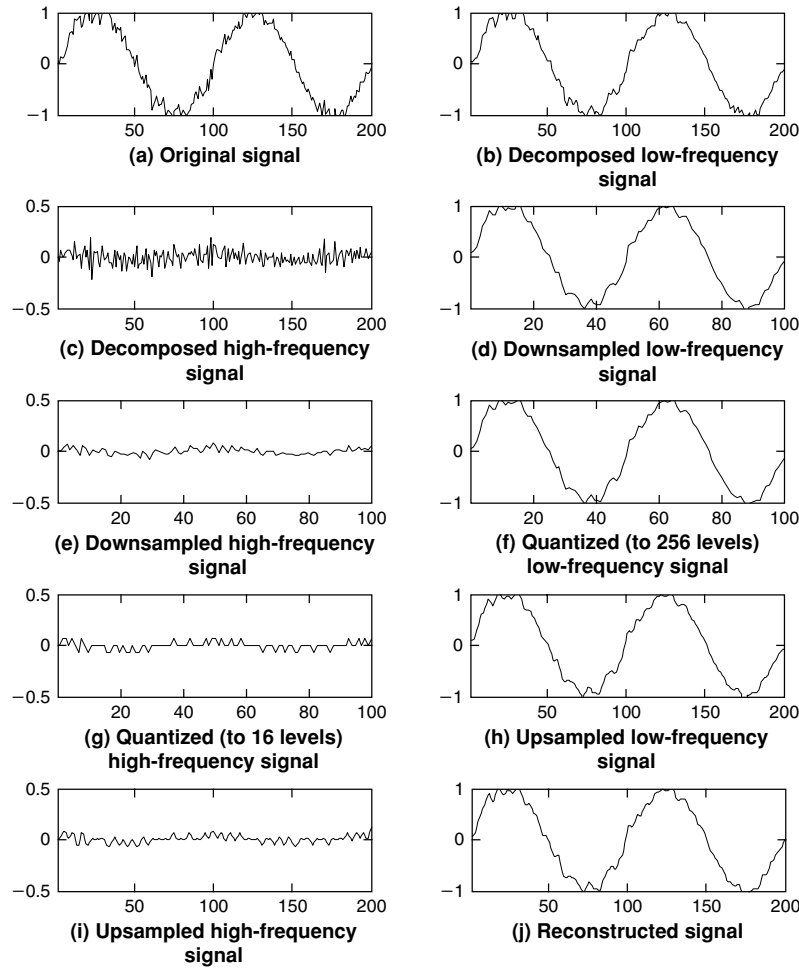 1
0
−1
50 100 150 200
(a) Original signal
1
0
−1
50 100 150 200
(b) Decomposed low-frequency
signal
0.5
0
−0.5
50 100 150 200
(c) Decomposed high-frequency
signal
1
0
−1
20 40 60 80 100
(d) Downsampled low-frequency
signal
0.5
0
−0.5
20 40 60 80 100
(e) Downsampled high-frequency
signal
1
0
−1
20 40 60 80 100
(f) Quantized (to 256 levels)
low-frequency signal
0.5
0
−0.5
20 40 60 80 100
(g) Quantized (to 16 levels)
high-frequency signal
1
0
−1
50 100 150 200
(h) Upsampled low-frequency
signal
0.5
0
−0.5
50 100 150 200
(i) Upsampled high-frequency
signal
1
0
−1
50 100 150 200
(j) Reconstructed signal